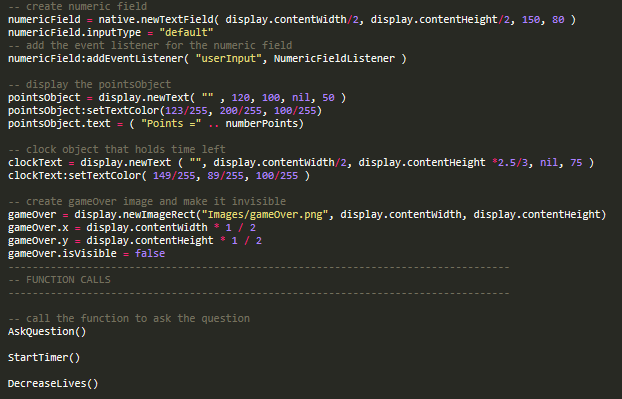 -- create numeric field
numericField = native.newTextField( display.contentWidth/2, display.contentHeight/2, 150, 80 )
numericField.inputType = "default"
-- add the event listener for the numeric field
numericField:addEventListener( "userInput", NumericFieldListener )
-- display the pointsObject
pointsObject = display.newText( "" , 120, 100, nil, 50 )
pointsObject:setTextColor(123/255, 200/255, 100/255)
pointsObject.text = ( "Points =" .. numberPoints)
-- clock object that holds time left
clockText = display.newText ( "", display.contentWidth/2, display.contentHeight *2.5/3, nil, 75 )
clockText:setTextColor( 149/255, 89/255, 100/255 )
-- create gameOver image and make it invisible
gameOver = display.newImageRect("Images/gameOver.png", display.contentWidth, display.contentHeight)
gameOver.x = display.contentWidth * 1 / 2
gameOver.y = display.contentHeight * 1 / 2
gameOver.isVisible = false
-----------------------------------------------------------------------------------
-- FUNCTION CALLS
-----------------------------------------------------------------------------------
-- call the function to ask the question
AskQuestion()
StartTimer()
DecreaseLives()